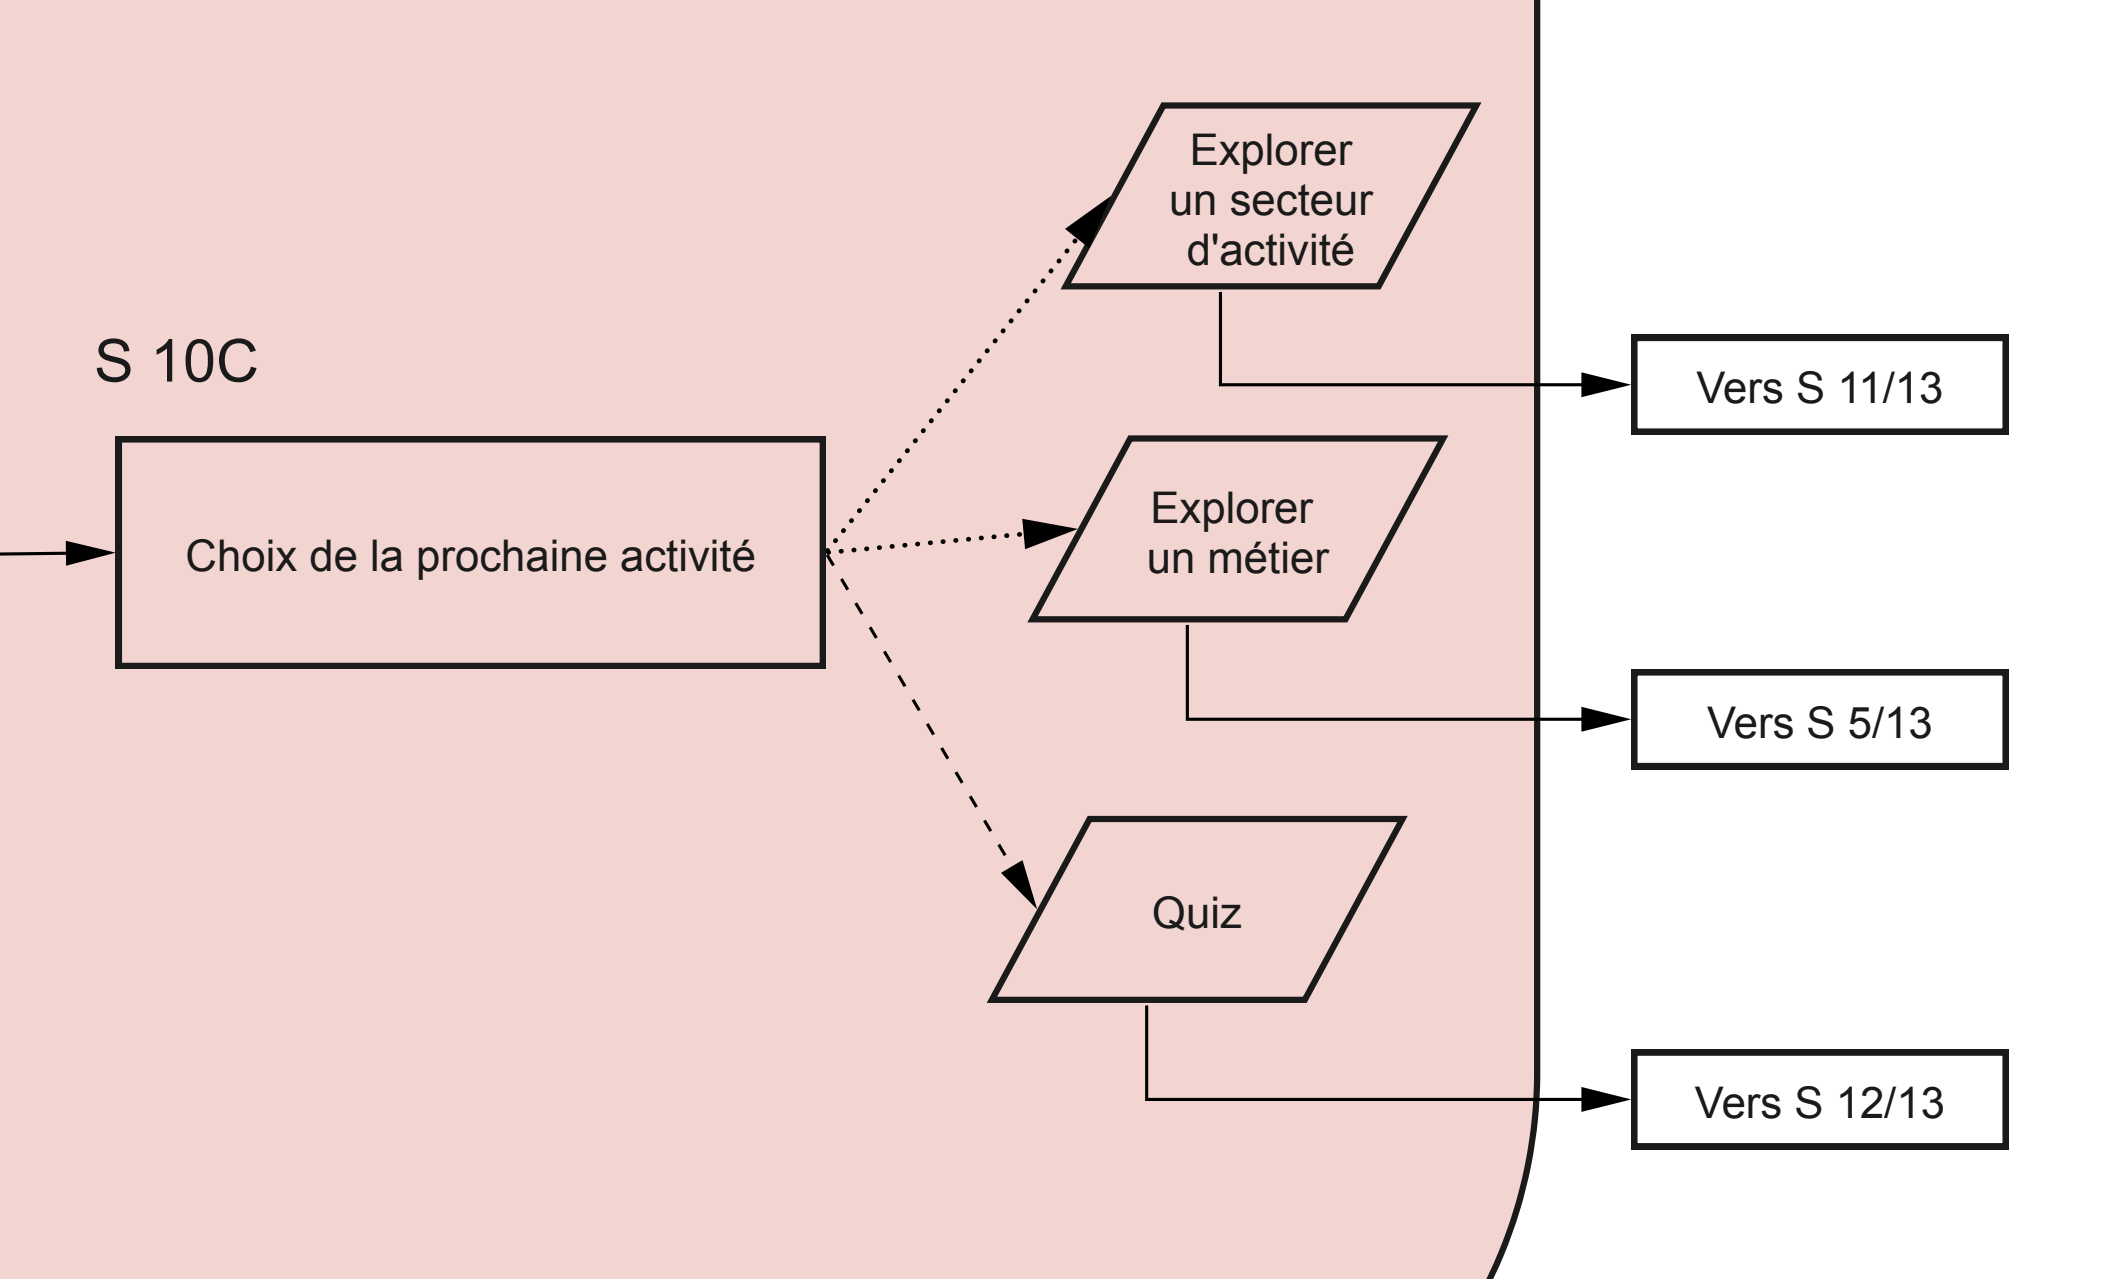 S 10C
Choix de la prochaine activité
Explorer
un secteur
d'activité
Vers S 11/13
Explorer
un métier
Vers S 5/13
Quiz
Vers S 12/13